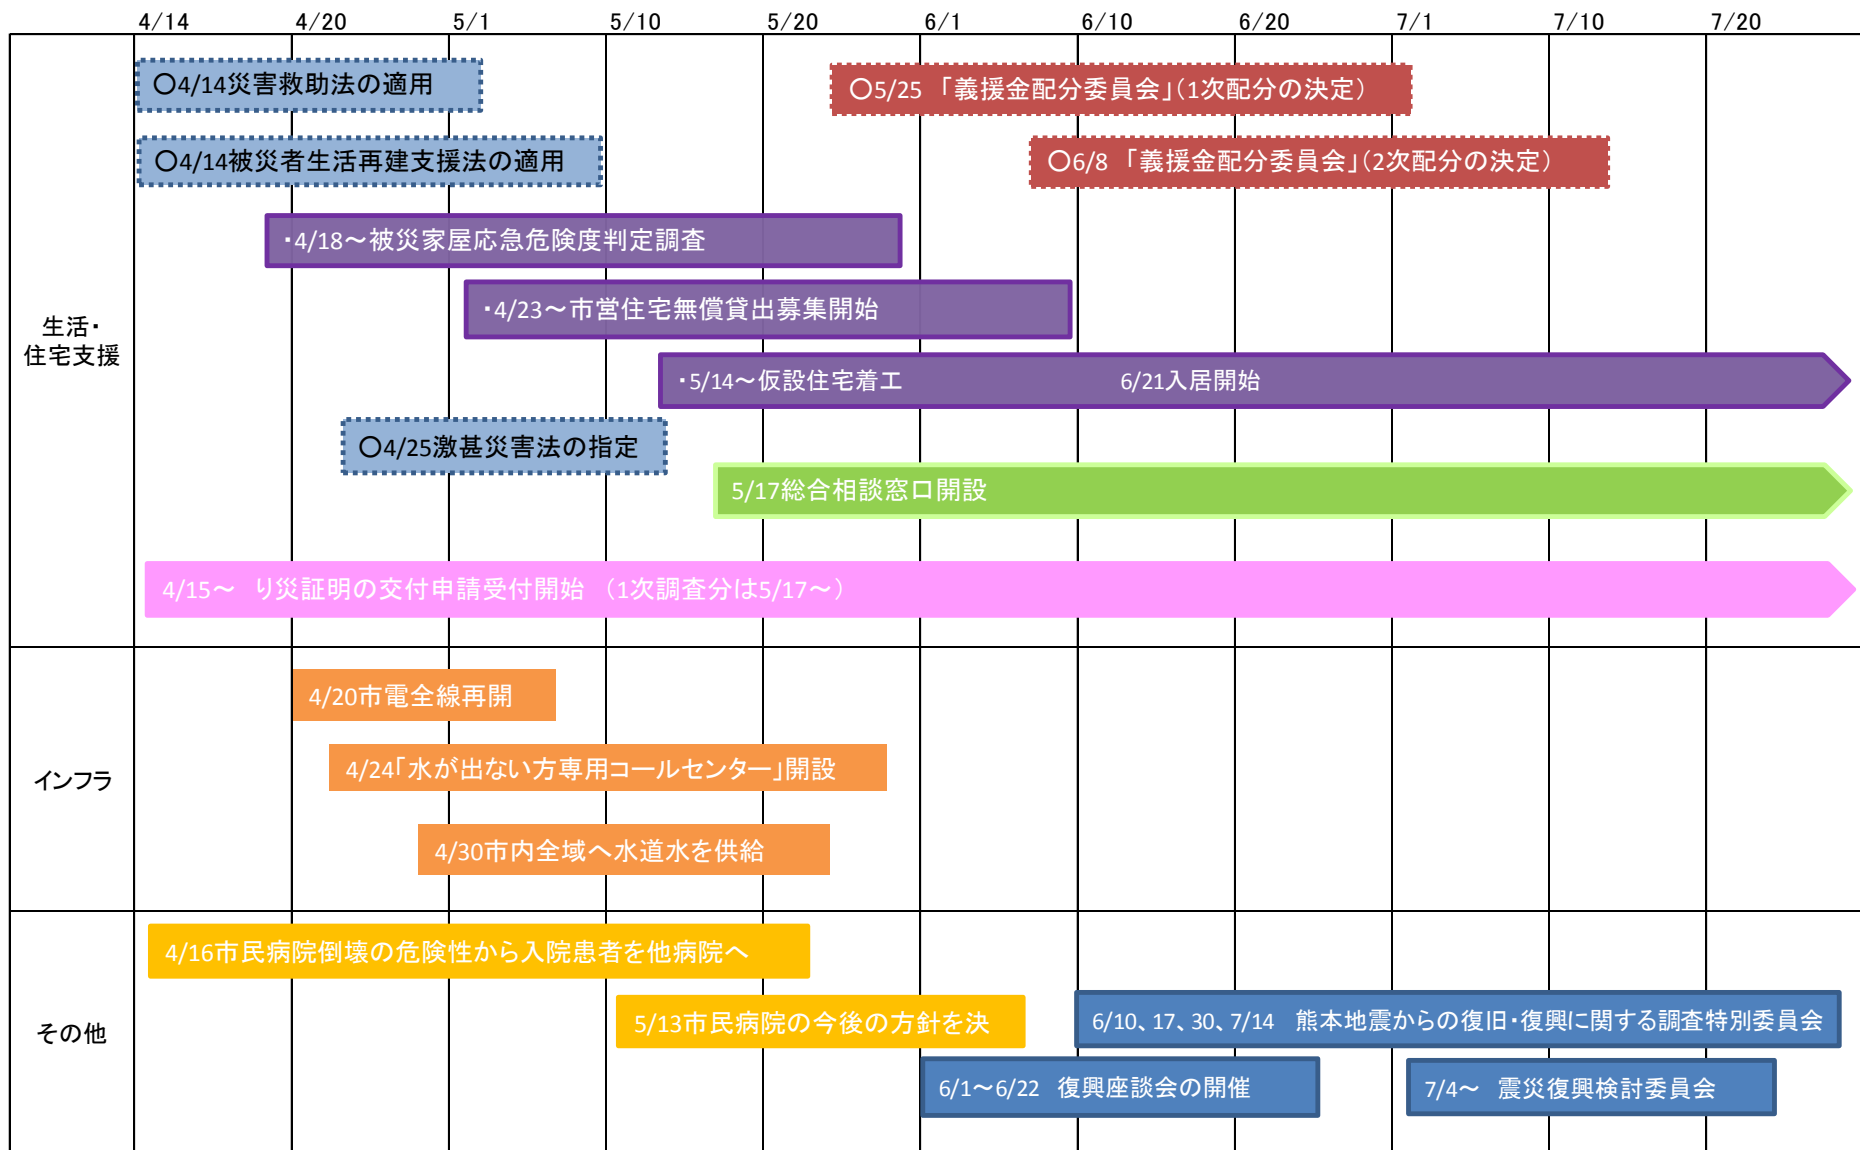 4/14 4/20 5/1 5/10 5/20 6/1 6/10 6/20 7/1 7/10 7/20
生活・
住宅支援
○4/14災害救助法の適用
○5/25 「義援金配分委員会」（1次配分の決定）
○4/14被災者生活再建支援法の適用
○6/8 「義援金配分委員会」（2次配分の決定）
・4/18～被災家屋応急危険度判定調査
・4/23～市営住宅無償貸出募集開始
・5/14～仮設住宅着工 6/21入居開始
○4/25激甚災害法の指定
5/17総合相談窓口開設
4/15～ り災証明の交付申請受付開始 （1次調査分は5/17～）
インフラ
4/20市電全線再開
4/24「水が出ない方専用コールセンター」開設
4/30市内全域へ水道水を供給
その他
4/16市民病院倒壊の危険性から入院患者を他病院へ
5/13市民病院の今後の方針を決
6/10、17、30、7/14 熊本地震からの復旧・復興に関する調査特別委員会
6/1～6/22 復興座談会の開催
7/4～ 震災復興検討委員会